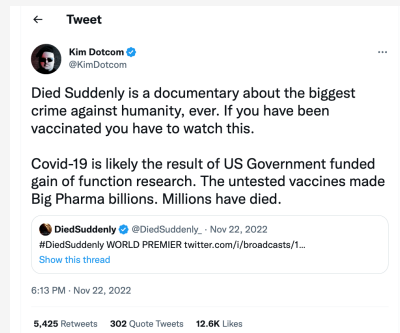 ← Tweet
Kim Dotcom
@KimDotcom
...
Died Suddenly is a documentary about the biggest
crime against humanity, ever. If you have been
vaccinated you have to watch this.
Covid-19 is likely the result of US Government funded
gain of function research. The untested vaccines made
Big Pharma billions. Millions have died.
DiedSuddenly @DiedSuddenly_ · Nov 22, 2022
#DiedSuddenly WORLD PREMIER twitter.com/i/broadcasts/1...
Show this thread
6:13 PM · Nov 22, 2022
5,425 Retweets 302 Quote Tweets 12.6K Likes